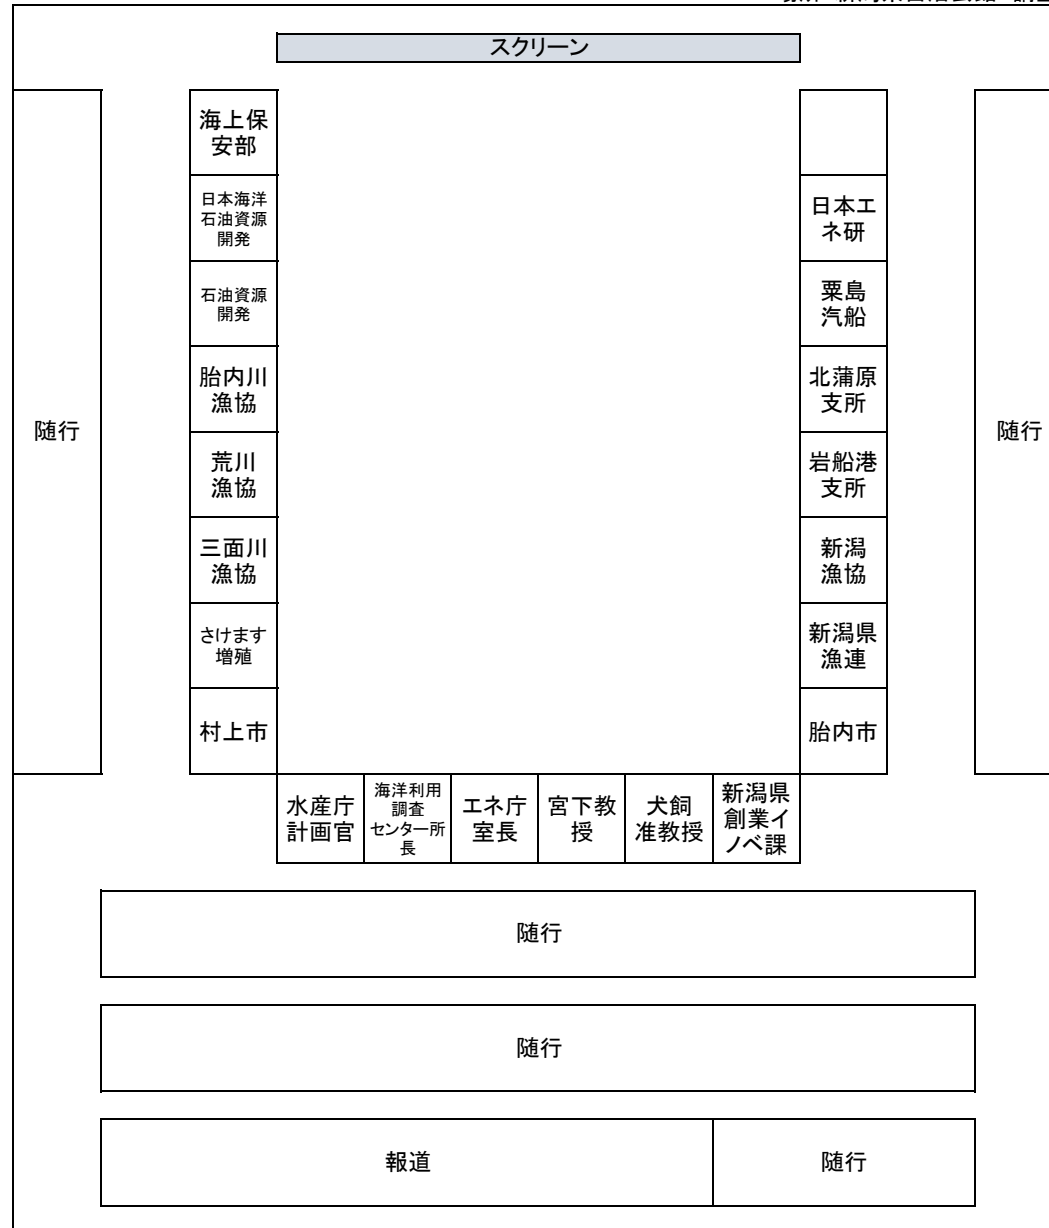 スクリーン
海上保
安部
日本海洋
石油資源
開発
日本エ
ネ研
石油資源
開発
粟島
汽船
胎内川
漁協
北蒲原
支所
随行
随行
荒川
漁協
岩船港
支所
三面川
漁協
新潟
漁協
さけます
増殖
新潟県
漁連
村上市
胎内市
水産庁
計画官
海洋利用
調査
センター所
長
エネ庁
室長
宮下教
授
犬飼
准教授
新潟県
創業イ
ノベ課
随行
随行
報道
随行